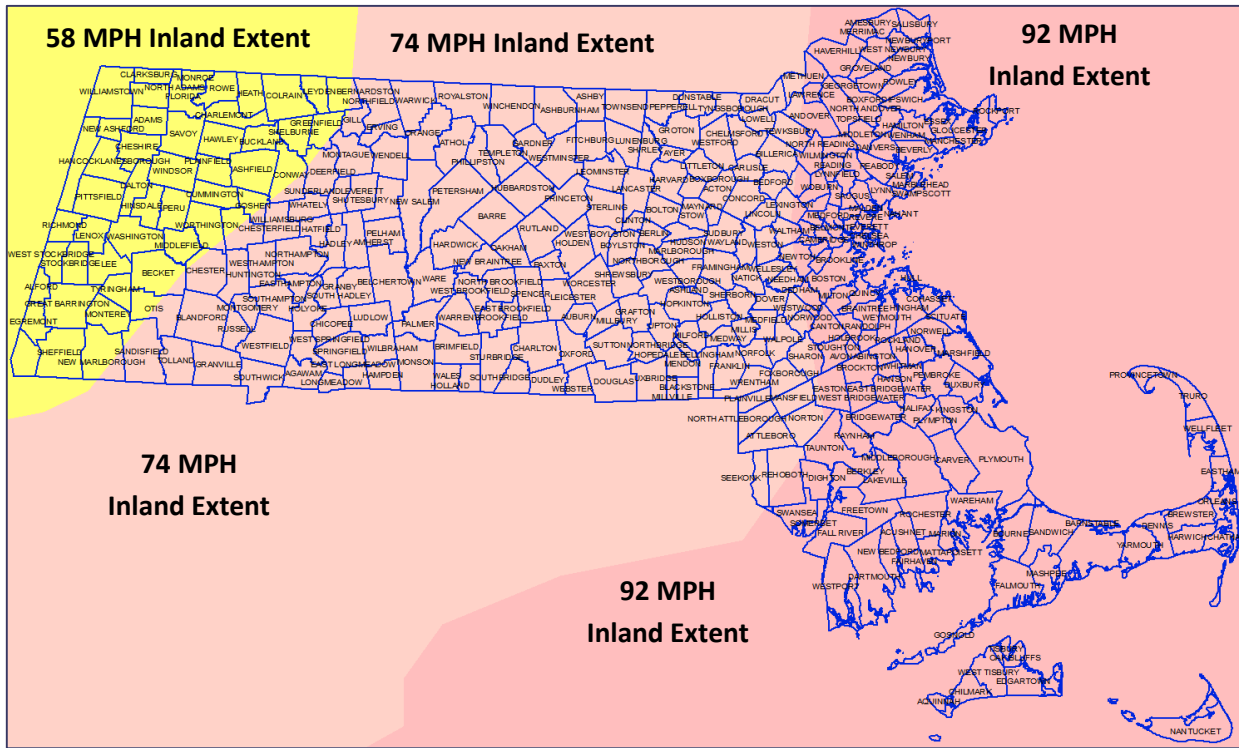 58 MPH Inland Extent
74 MPH Inland Extent
92 MPH
Inland Extent
74 MPH
Inland Extent
92 MPH
Inland Extent
CLARKSBURG
MONROE
WILLIAMSTOWN
NORTH ADAMS
ROWE
FLORIDA
HEATH
COLRAIN
LEYDEN
BERNARDSTON
NORTHFIELD
WARWICK
ROYALSTON
WINCHENDON
ASHBY
ASHBURNHAM
TOWNSEND
PEPPERELL
DUNSTABLE
TYNGSBOROUGH
DRACUT
LOWELL
METHUEN
LAWRENCE
HAVERHILL
AMESBURY
MERRIMAC
SALISBURY
NEWBURYPORT
WEST NEWBURY
NEWBURY
GROVELAND
GEORGETOWN
ROWLEY
BOXFORD
IPSWICH
ROCKPORT
NORTH ANDOVER
ANDOVER
TOPSFIELD
HAMILTON
ESSEX
GLOUCESTER
MIDDLETON
WENHAM
MANCHESTER
DANVERS
BEVERLY
ADAMS
NEW ASHFORD
SAVOY
CHARLEMONT
HAWLEY
BUCKLAND
SHELBURNE
GREENFIELD
GILL
ERVING
ORANGE
ATHOL
PHILLIPSTON
TEMPLETON
GARDNER
WESTMINSTER
FITCHBURG
LUNENBURG
SHIRLEY
AYER
GROTON
WESTFORD
CHELMSFORD
TEWKSBURY
BILLERICA
NORTH READING
WILMINGTON
READING
LYNNFIELD
PEABODY
SALEM
MARBLEHEAD
SWAMPSCOTT
LYNN
SAUGUS
NAHANT
CHESHIRE
HANCOCK
LANESBOROUGH
WINDSOR
PLAINFIELD
ASHFIELD
CONWAY
DEERFIELD
MONTAGUE
WENDELL
DALTON
PITTSFIELD
HINSDALE
PERU
CUMMINGTON
GOSHEN
SUNDERLAND
LEVERETT
WHATELY
SHUTESBURY
NEW SALEM
PETERSHAM
HUBBARDSTON
PRINCETON
LEOMINSTER
LANCASTER
HARVARD
LITTLETON
BOXBOROUGH
ACTON
CARLISLE
BEDFORD
CONCORD
WOBURN
LEXINGTON
LINCOLN
RICHMOND
LENOX
WASHINGTON
MIDDLEFIELD
WORTHINGTON
WILLIAMSBURG
CHESTERFIELD
HATFIELD
HADLEY
AMHERST
PELHAM
BARRE
RUTLAND
STERLING
CLINTON
BOLTON
BERLIN
MAYNARD
STOW
SUDBURY
HUDSON
WAYLAND
WESTON
WALTHAM
MEDFORD
REVERE
EVERETT
WEST STOCKBRIDGE
STOCKBRIDGE
LEE
BECKET
CHESTER
NORTHAMPTON
WESTHAMPTON
HUNTINGTON
EASTHAMPTON
HARDWICK
OAKHAM
NEW BRAINTREE
PAXTON
HOLDEN
WEST BOYLSTON
BOYLSTON
NORTHBOROUGH
MARLBOROUGH
SHREWSBURY
WORCESTER
WESTBOROUGH
FRAMINGHAM
NATICK
WELLESLEY
NEWTON
BROOKLINE
BOSTON
ALFORD
GREAT BARRINGTON
TYRINGHAM
MONTEREY
OTIS
BLANDFORD
MONTGOMERY
RUSSELL
SOUTHAMPTON
HOLYOKE
SOUTH HADLEY
GRANBY
BELCHERTOWN
WARE
WEST BROOKFIELD
NORTH BROOKFIELD
SPENCER
LEICESTER
AUBURN
MILLBURY
GRAFTON
UPTON
HOPKINTON
ASHLAND
SHERBORN
HOLLISTON
DOVER
NEEDHAM
DEDHAM
MILTON
QUINCY
HULL
COHASSET
HINGHAM
SCITUATE
WESTWOOD
NORWOOD
MEDFIELD
MILLIS
MEDWAY
MILFORD
BRAINTREE
WEYMOUTH
NORWELL
CANTON
RANDOLPH
HOLBROOK
ROCKLAND
HANOVER
STOUGHTON
AVON
ABINGTON
MARSHFIELD
WALPOLE
SHARON
NORFOLK
EGREMONT
SHEFFIELD
NEW MARLBOROUGH
SANDISFIELD
TOLLAND
GRANVILLE
WESTFIELD
SOUTHWICK
WEST SPRINGFIELD
CHICOPEE
LUDLOW
SPRINGFIELD
WILBRAHAM
AGAWAM
EAST LONGMEADOW
LONGMEADOW
HAMPDEN
MONSON
PALMER
WARREN
EAST BROOKFIELD
BROOKFIELD
BRIMFIELD
WALES
HOLLAND
STURBRIDGE
CHARLTON
SOUTHBRIDGE
DUDLEY
WEBSTER
OXFORD
SUTTON
NORTHBRIDGE
DOUGLAS
UXBRIDGE
HOPEDALE
MENDON
BELLINGHAM
BLACKSTONE
MILLVILLE
FRANKLIN
WRENTHAM
FOXBOROUGH
PLAINVILLE
MANSFIELD
EASTON
BROCKTON
WHITMAN
HANSON
PEMBROKE
DUXBURY
EAST BRIDGEWATER
WEST BRIDGEWATER
BRIDGEWATER
HALIFAX
KINGSTON
PLYMPTON
NORTH ATTLEBOROUGH
NORTON
ATTLEBORO
RAYNHAM
TAUNTON
SEEKONK
REHOBOTH
DIGHTON
BERKLEY
MIDDLEBOROUGH
LAKEVILLE
CARVER
PLYMOUTH
WAREHAM
SWANSEA
SOMERSET
FREETOWN
ROCHESTER
FALL RIVER
ACUSHNET
MARION
NEW BEDFORD
MATTAPOISETT
FAIRHAVEN
DARTMOUTH
WESTPORT
PROVINCETOWN
TRURO
WELLFLEET
EASTHAM
ORLEANS
BREWSTER
DENNIS
HARWICH
CHATHAM
YARMOUTH
BARNSTABLE
SANDWICH
BOURNE
MASHPEE
FALMOUTH
GOSNOLD
TISBURY
OAK BLUFFS
WEST TISBURY
EDGARTOWN
CHILMARK
AQUINNAH
NANTUCKET